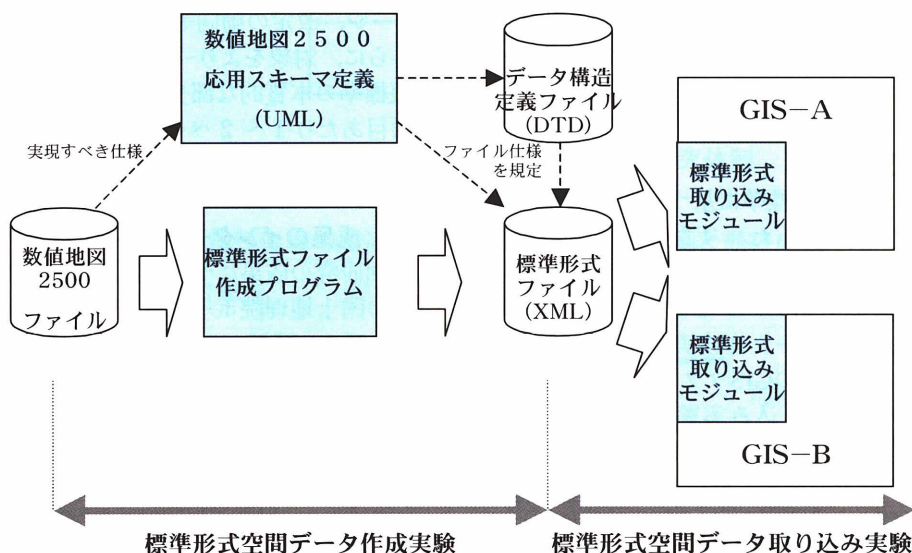 数値地図２５００
応用スキーマ定義
(UML)
データ構造
定義ファイル
(DTD)
GIS−A
標準形式
取り込み
モジュール
実現すべき仕様
ファイル仕様
を規定
数値地図
2500
ファイル
標準形式ファイル
作成プログラム
標準形式
ファイル
(XML)
標準形式
取り込み
モジュール
GIS−B
標準形式空間データ作成実験
標準形式空間データ取り込み実験